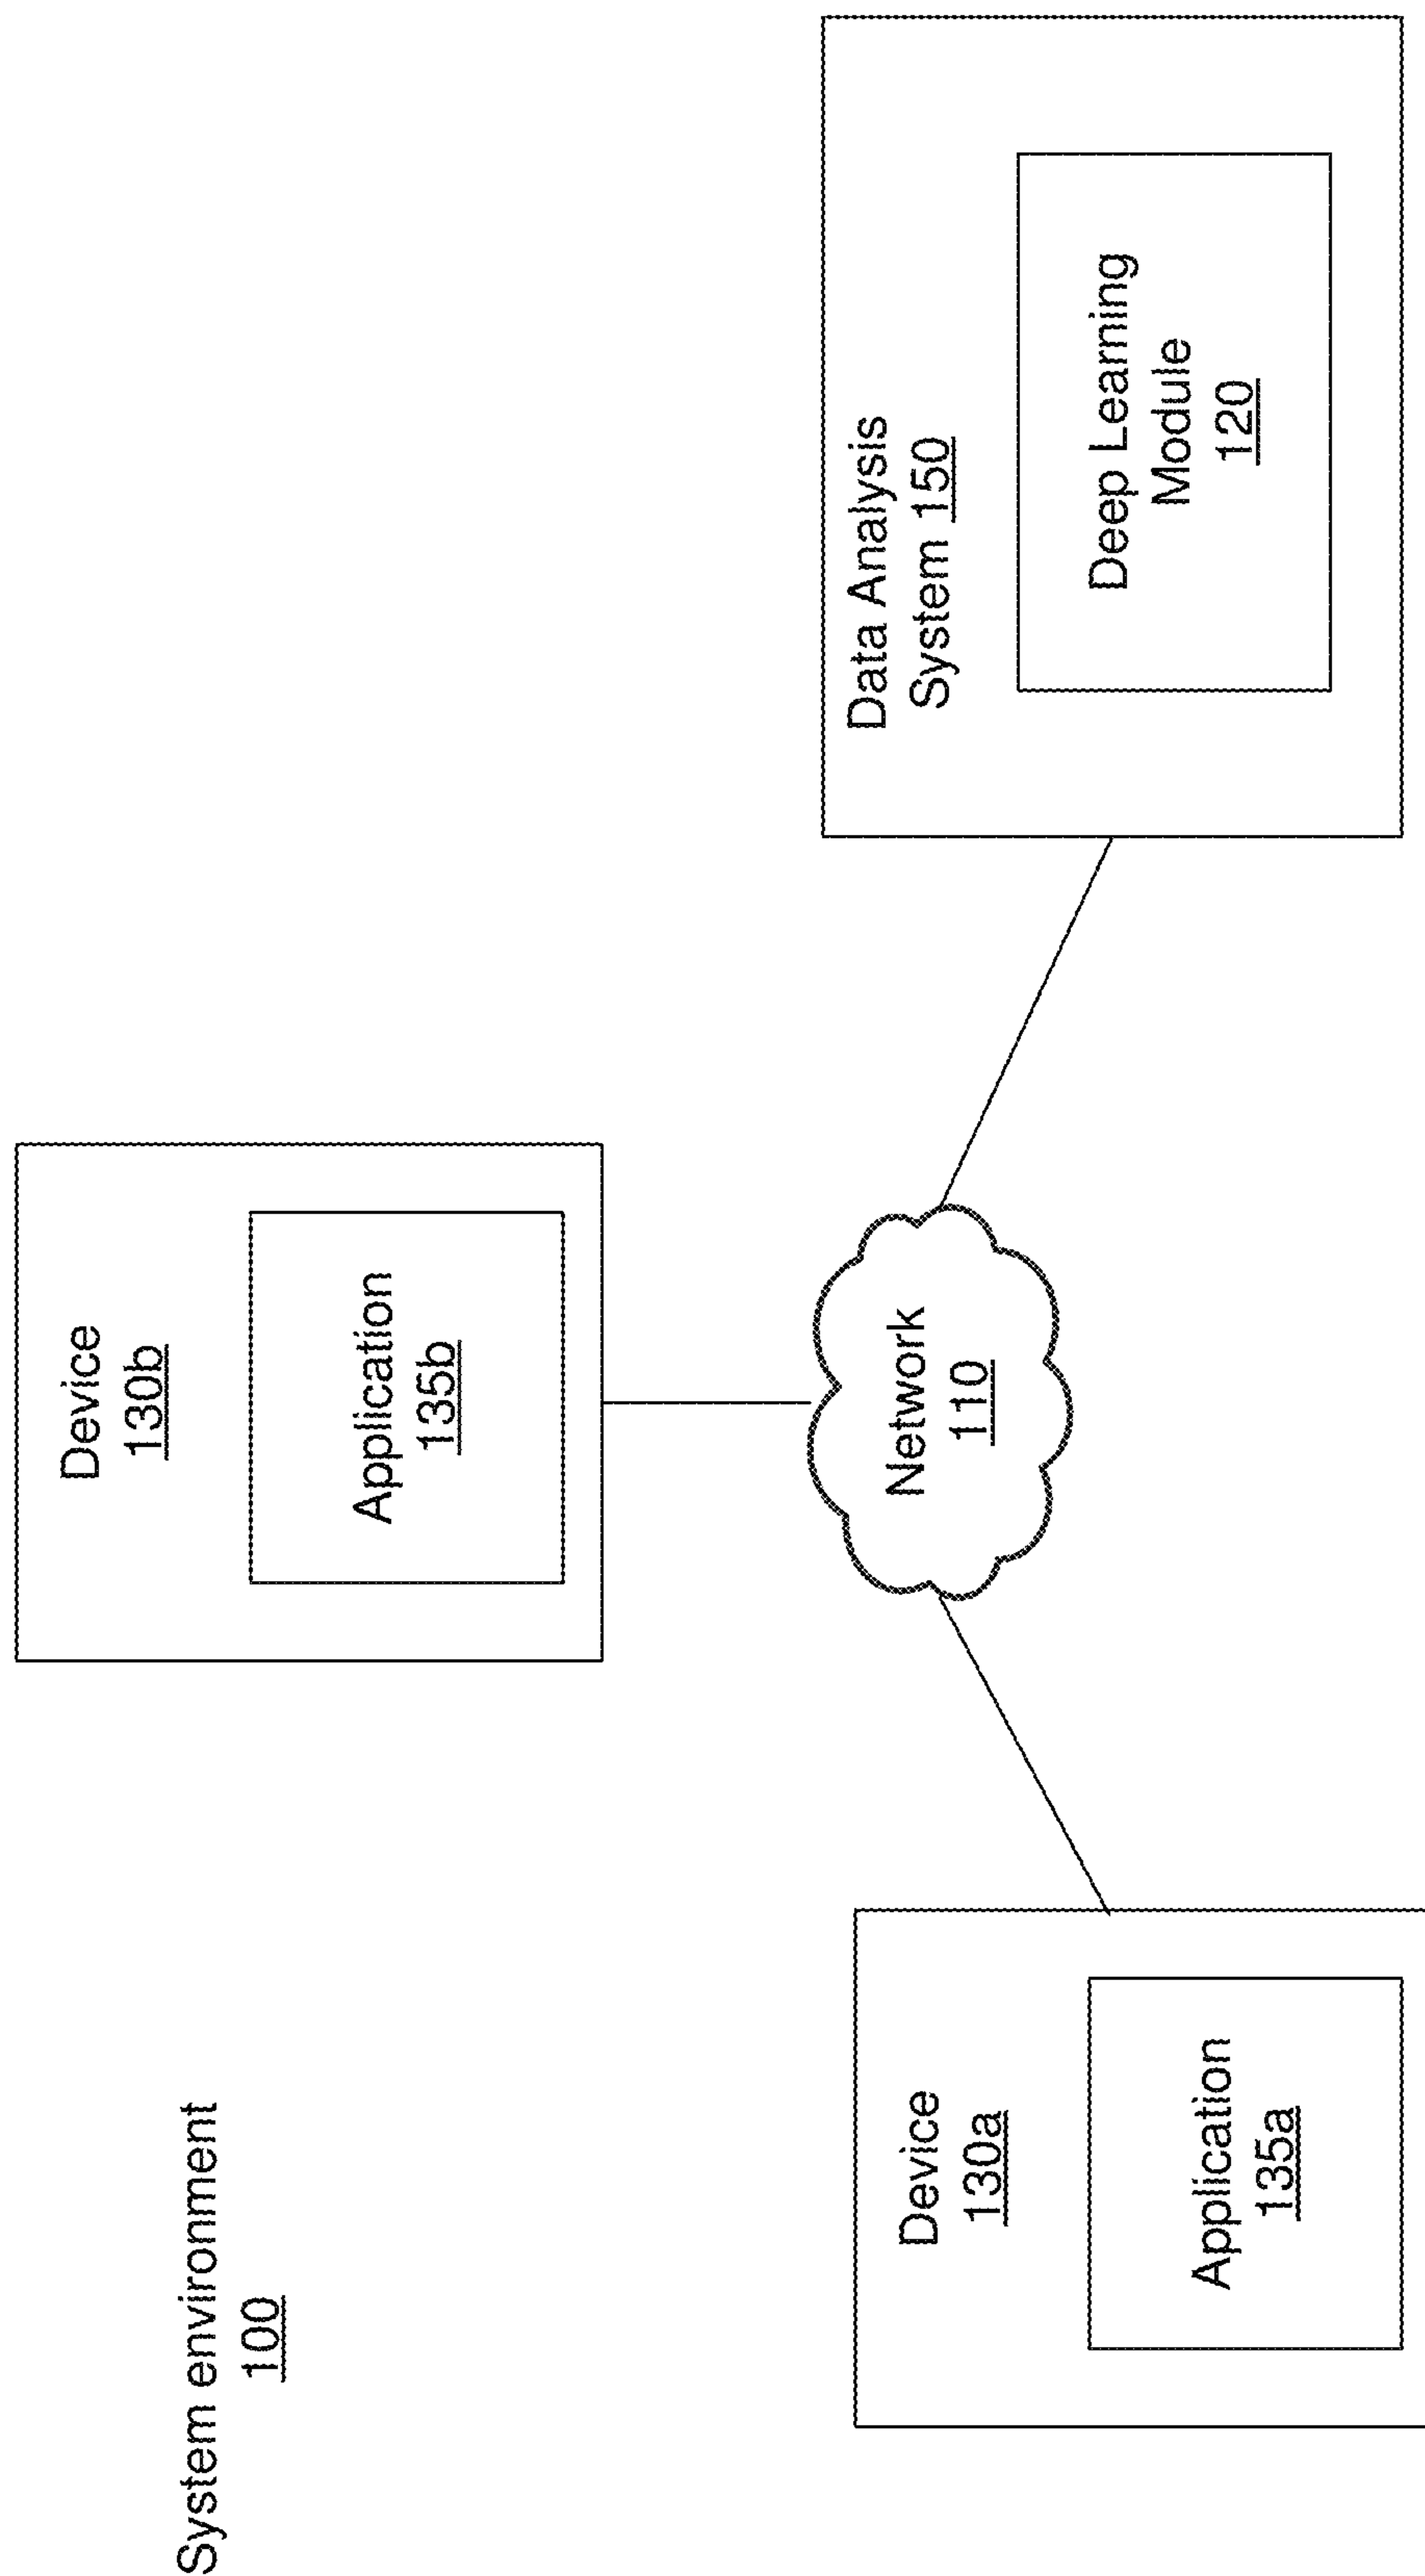 System environment
100
Device
130b
Application
135b
Network
110
Device
130a
Application
135a
Data Analysis
System 150
Deep Learning
Module
120